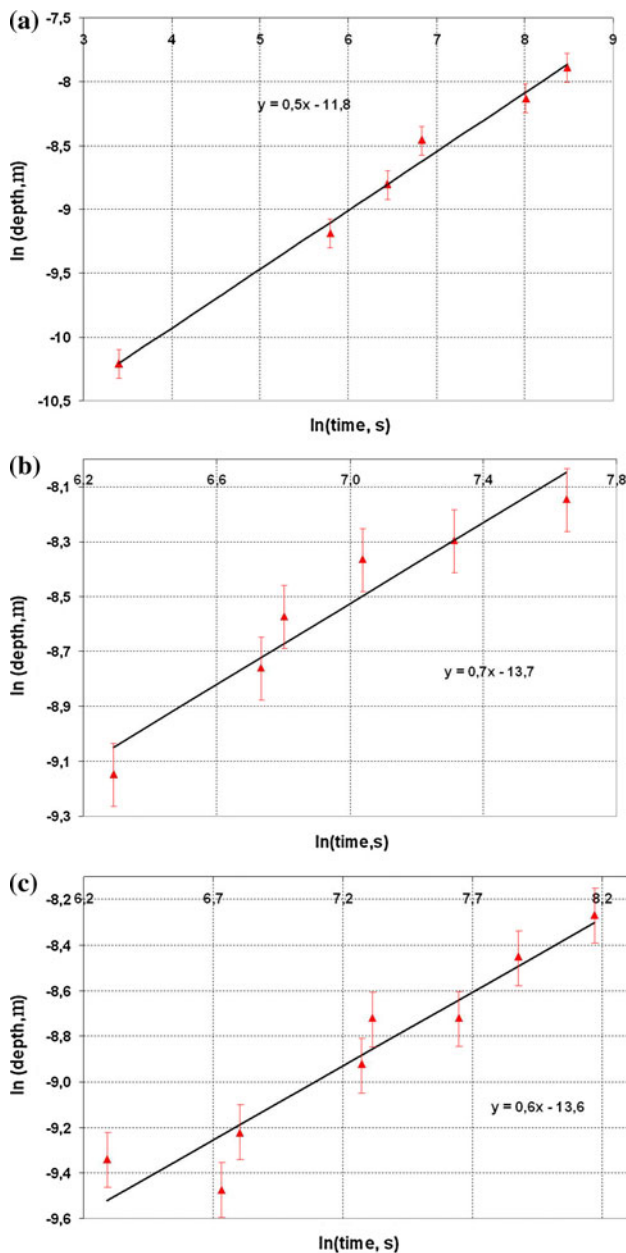 (a)
-7,5
3 4 5 6 7 8 9
-8
y = 0,5x - 11,8
-8,5
-9
-9,5
-10
-10,5
ln (depth,m)
ln(time, s)
(b)
6,2 6,6 7,0 7,4 7,8
-8,1
-8,3
-8,5
-8,7
y = 0,7x - 13,7
-8,9
-9,1
-9,3
ln (depth,m)
ln(time,s)
(c)
6,2 6,7 7,2 7,7 8,2
-8,2
-8,4
-8,6
-8,8
-9,0
y = 0,6x - 13,6
-9,2
-9,4
-9,6
ln (depth,m)
ln(time, s)